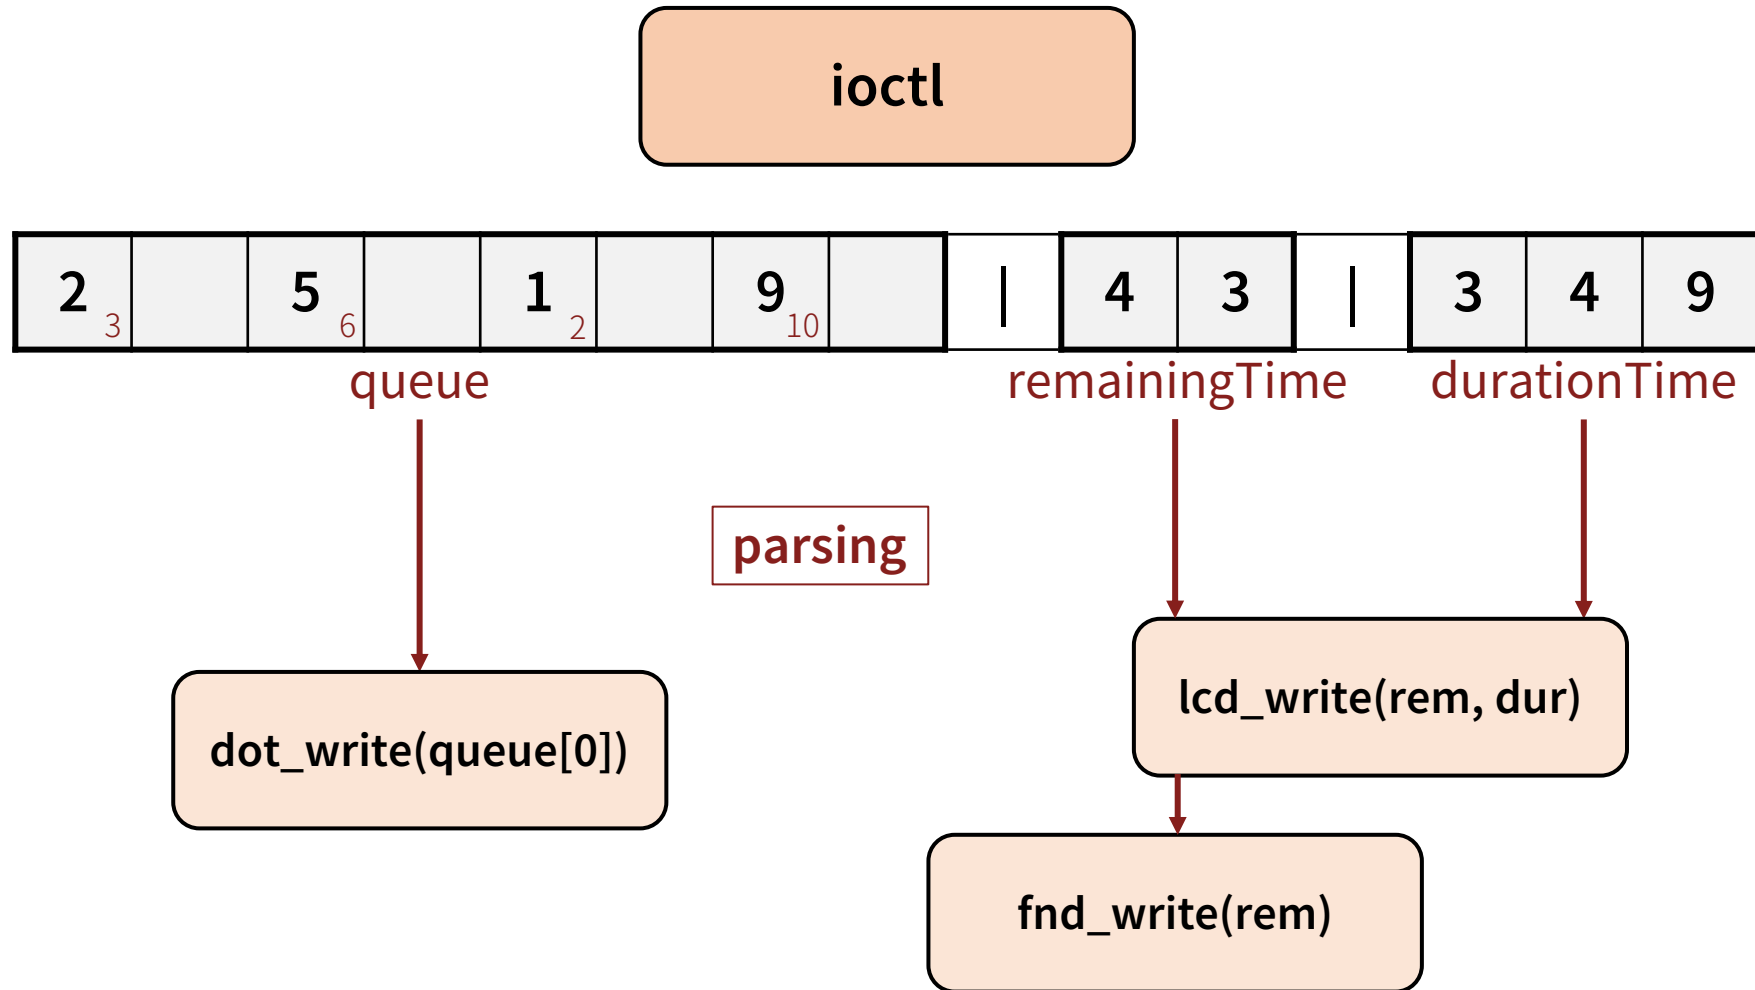 ioctl
2 3 5 6 1 2 9 10 | 4 3 | 3 4 9
queue remainingTime durationTime
parsing
lcd_write(rem, dur)
dot_write(queue[0])
fnd_write(rem)